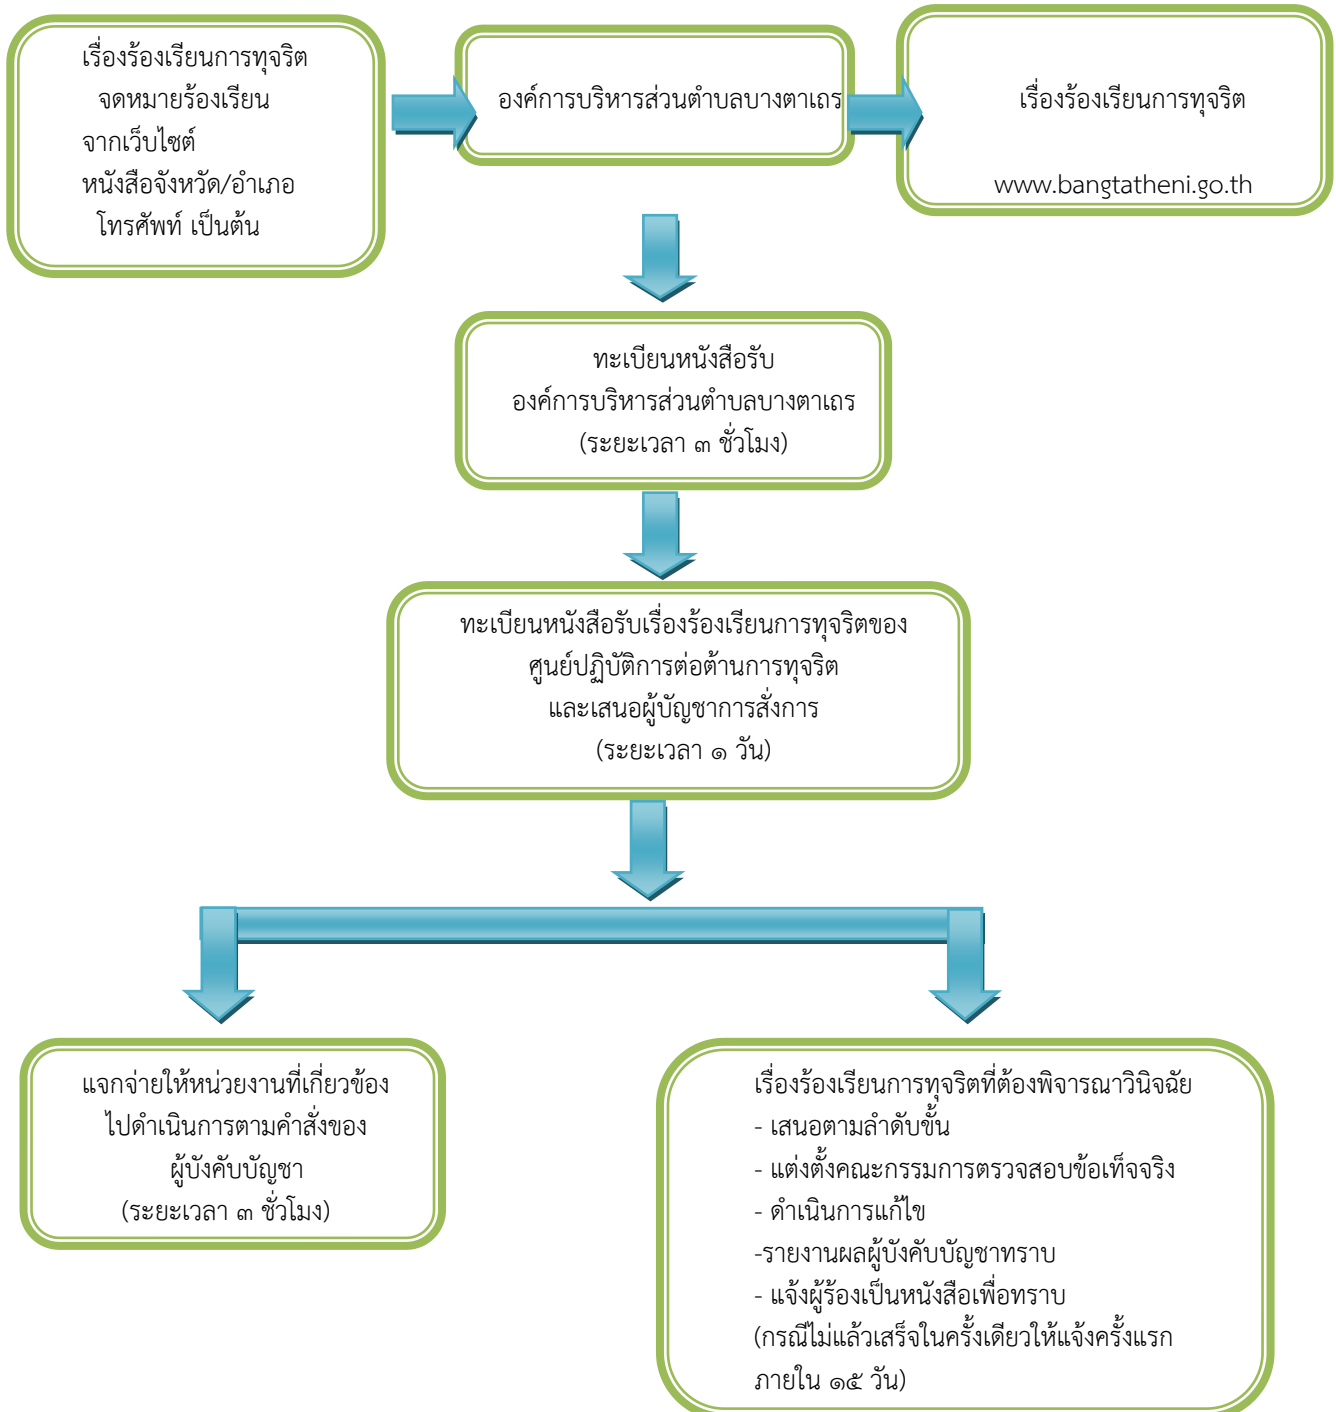 เรื่องร้องเรียนการทุจริต
จดหมายร้องเรียน
จากเว็บไซต์
หนังสือจังหวัด/อำเภอ
โทรศัพท์ เป็นต้น
องค์การบริหารส่วนตำบลบางตาเถร
เรื่องร้องเรียนการทุจริต
www.bangtatheni.go.th
ทะเบียนหนังสือรับ
องค์การบริหารส่วนตำบลบางตาเถร
(ระยะเวลา ๓ ชั่วโมง)
ทะเบียนหนังสือรับเรื่องร้องเรียนการทุจริตของ
ศูนย์ปฏิบัติการต่อต้านการทุจริต
และเสนอผู้บัญชาการสั่งการ
(ระยะเวลา ๑ วัน)
แจกจ่ายให้หน่วยงานที่เกี่ยวข้อง
ไปดำเนินการตามคำสั่งของ
ผู้บังคับบัญชา
(ระยะเวลา ๓ ชั่วโมง)
เรื่องร้องเรียนการทุจริตที่ต้องพิจารณาวินิจฉัย
- เสนอตามลำดับขั้น
- แต่งตั้งคณะกรรมการตรวจสอบข้อเท็จจริง
- ดำเนินการแก้ไข
-รายงานผลผู้บังคับบัญชาทราบ
- แจ้งผู้ร้องเป็นหนังสือเพื่อทราบ
(กรณีไม่แล้วเสร็จในครั้งเดียวให้แจ้งครั้งแรก
ภายใน ๑๕ วัน)